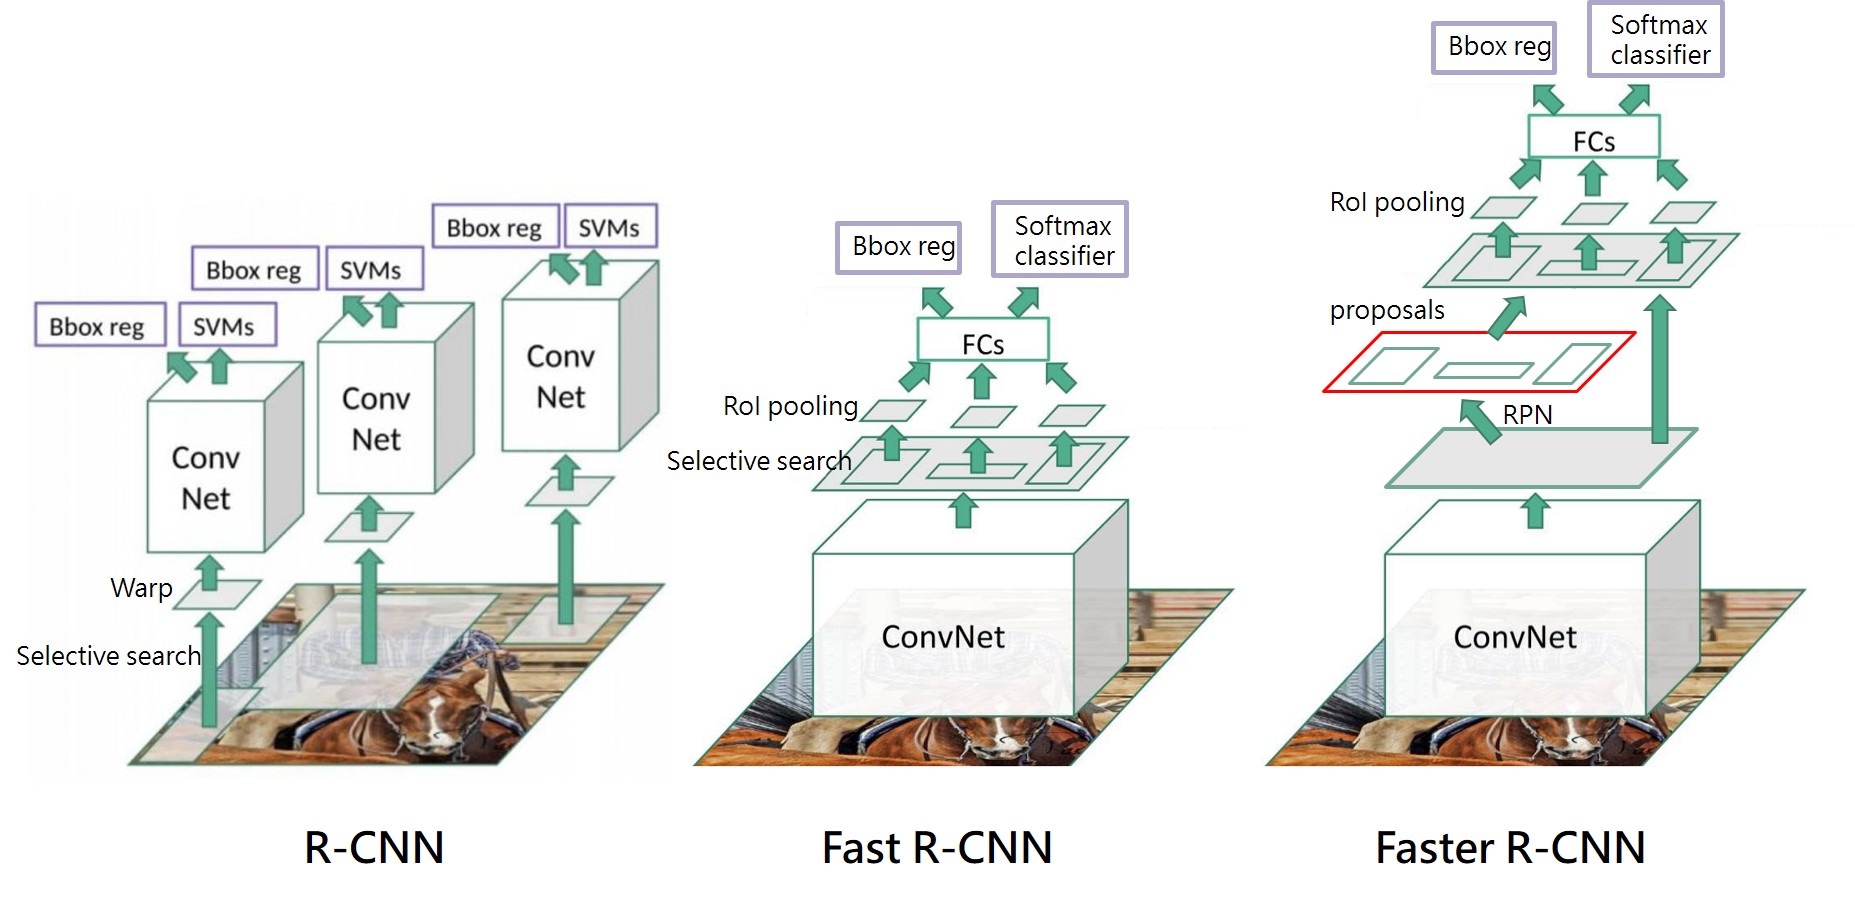 Bbox reg
SVMs
Bbox reg
SVMs
Bbox reg
SVMs
Conv
Net
Conv
Net
Conv
Net
Warp
Selective search
R-CNN
Bbox reg
Softmax
classifier
FCs
RoI pooling
Selective search
ConvNet
Fast R-CNN
Bbox reg
Softmax
classifier
FCs
RoI pooling
proposals
RPN
ConvNet
Faster R-CNN